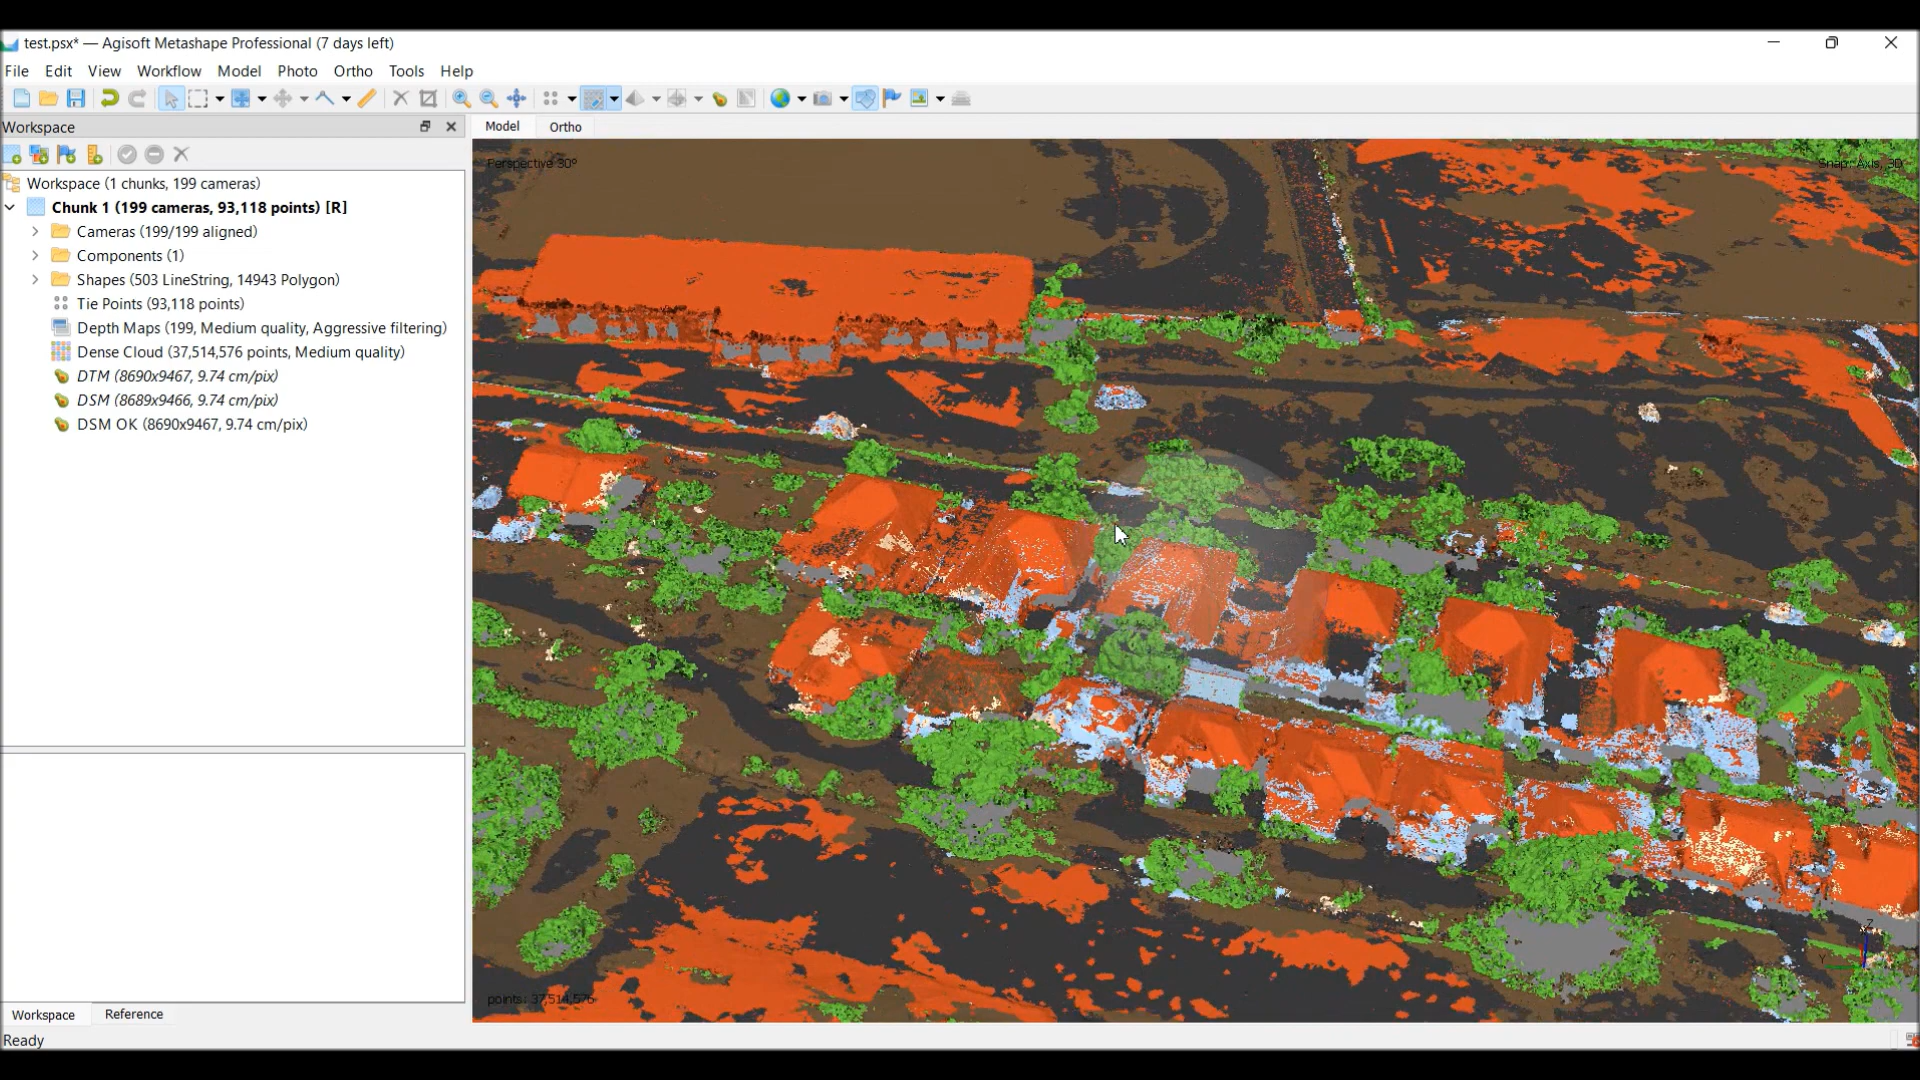 test.psx* — Agisoft Metashape Professional (7 days left)
File Edit View Workflow Model Photo Ortho Tools Help
Workspace
Model Ortho
Perspective 30°
Snap: Axis, 3D
Workspace (1 chunks, 199 cameras)
Chunk 1 (199 cameras, 93,118 points) [R]
Cameras (199/199 aligned)
Components (1)
Shapes (503 LineString, 14943 Polygon)
Tie Points (93,118 points)
Depth Maps (199, Medium quality, Aggressive filtering)
Dense Cloud (37,514,576 points, Medium quality)
DTM (8690x9467, 9.74 cm/pix)
DSM (8689x9466, 9.74 cm/pix)
DSM OK (8690x9467, 9.74 cm/pix)
Z
Y
points: 37,514,576
Workspace Reference
Ready